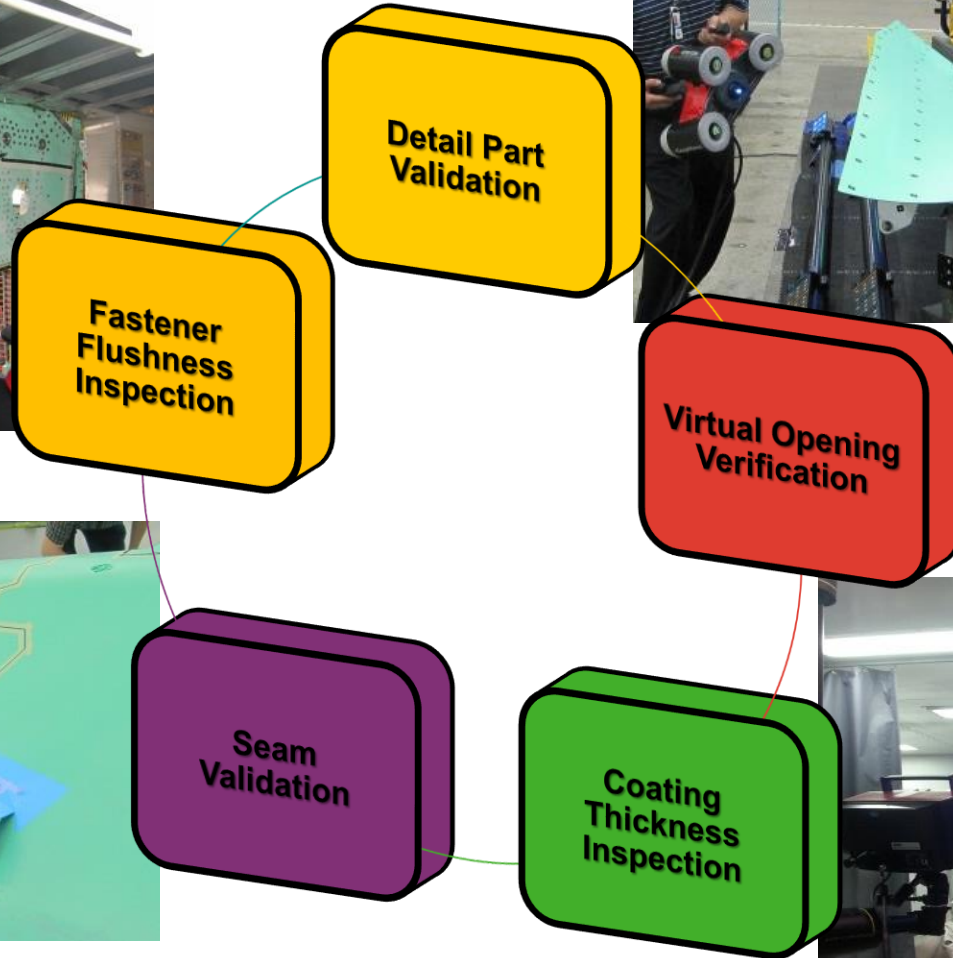 Detail Part
Validation
Fastener
Flushness
Inspection
Virtual Opening
Verification
Seam
Validation
Coating
Thickness
Inspection